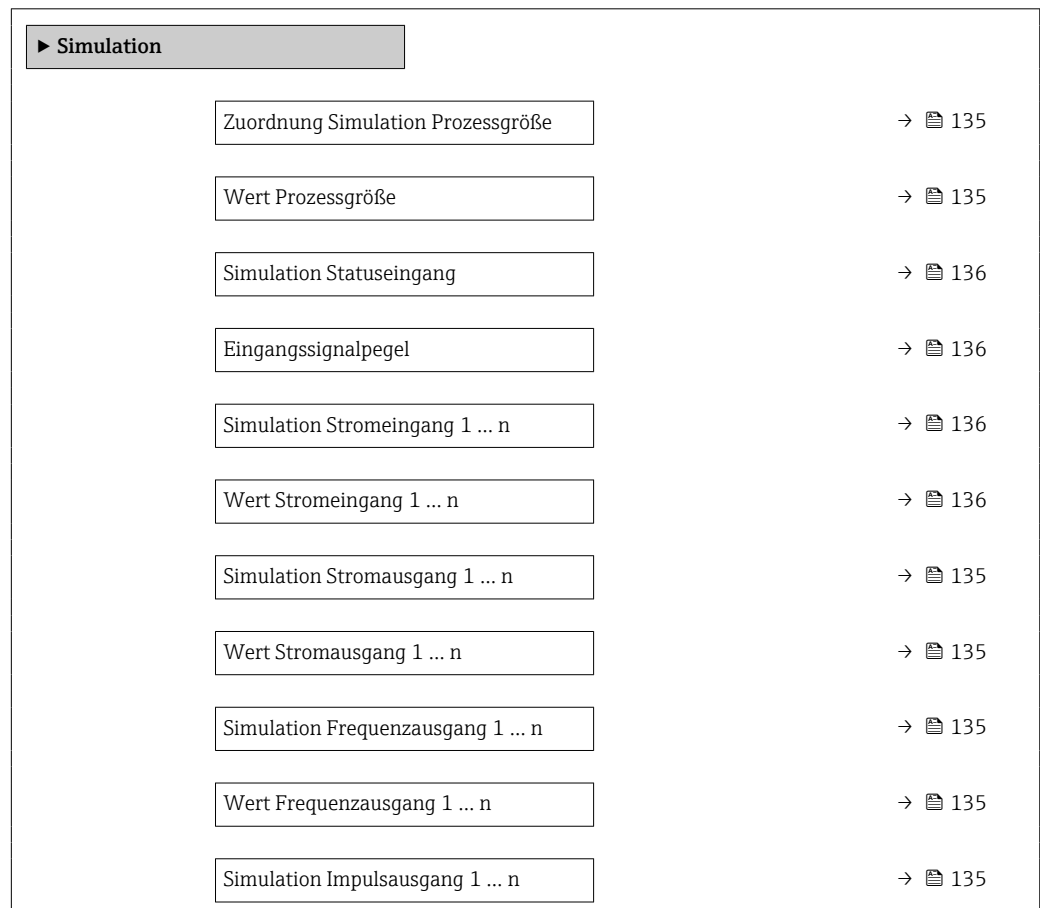 ▶ Simulation
Zuordnung Simulation Prozessgröße → 135
Wert Prozessgröße → 135
Simulation Statuseingang → 136
Eingangssignalpegel → 136
Simulation Stromeingang 1 … n → 136
Wert Stromeingang 1 … n → 136
Simulation Stromausgang 1 … n → 135
Wert Stromausgang 1 … n → 135
Simulation Frequenzausgang 1 … n → 135
Wert Frequenzausgang 1 … n → 135
Simulation Impulsausgang 1 … n → 135